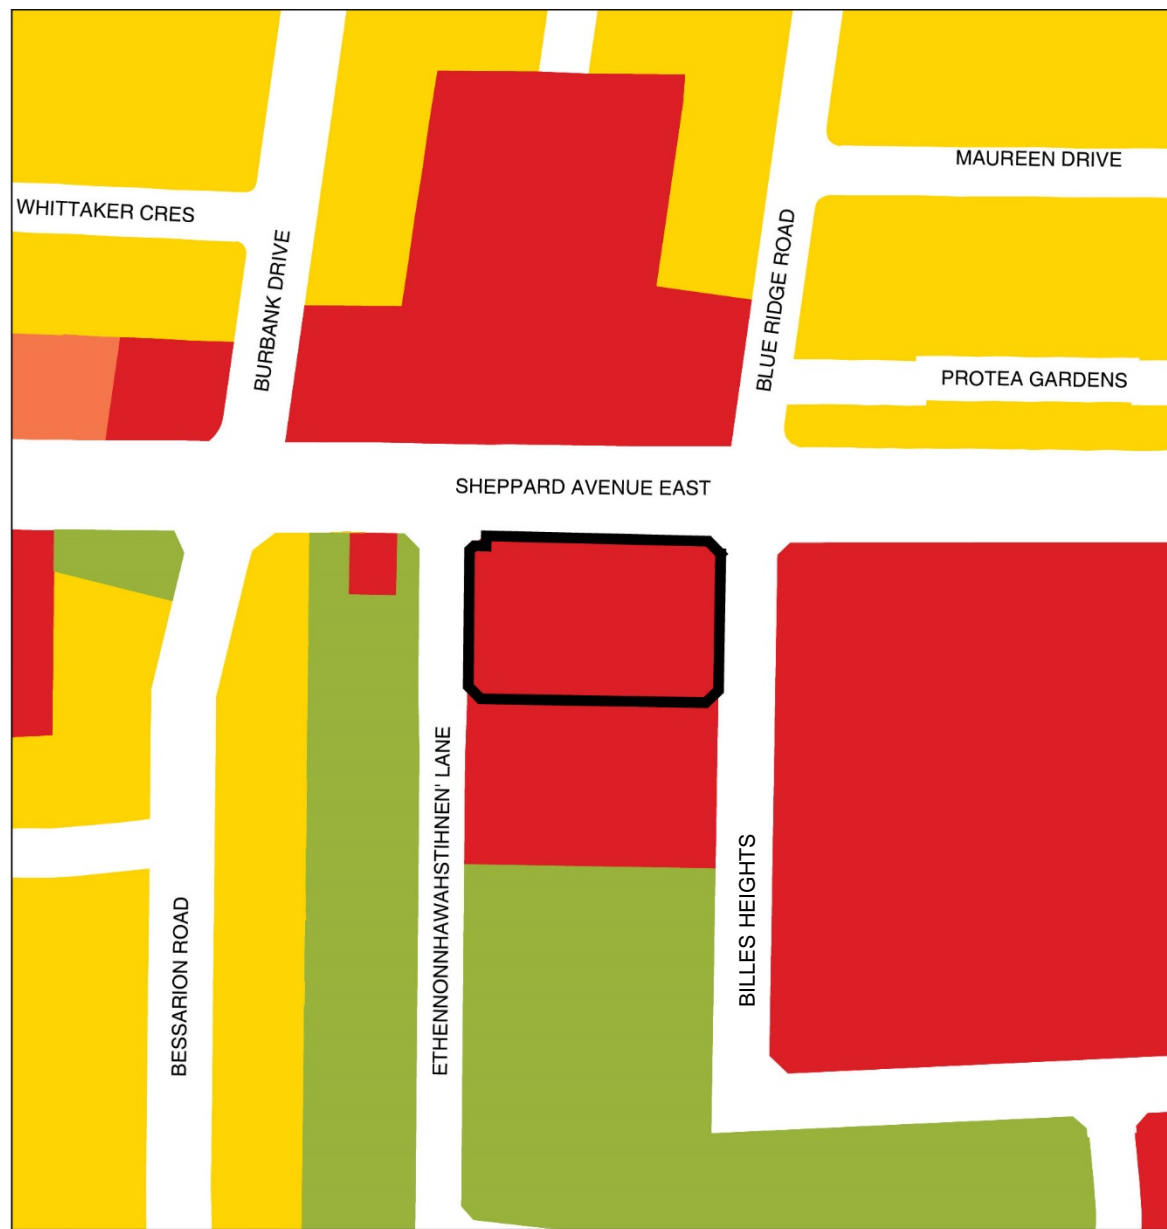 MAUREEN DRIVE
WHITTAKER CRES
BURBANK DRIVE
BLUE RIDGE ROAD
PROTEA GARDENS
SHEPPARD AVENUE EAST
BESSARION ROAD
ETHENNONNHAWAHSTIHNEN' LANE
BILLES HEIGHTS